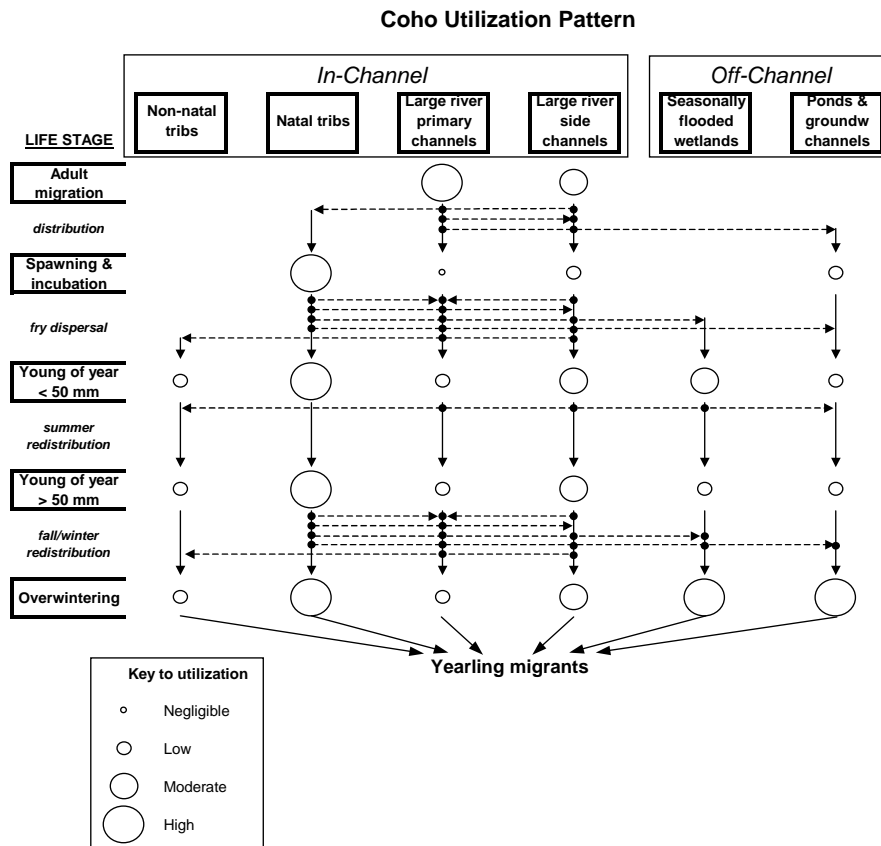 Coho Utilization Pattern
In-Channel
Off-Channel
Non-natal
tribs
Natal tribs
Large river
primary
channels
Large river
side
channels
Seasonally
flooded
wetlands
Ponds &
groundw
channels
LIFE STAGE
Adult
migration
distribution
Spawning &
incubation
fry dispersal
Young of year
< 50 mm
summer
redistribution
Young of year
> 50 mm
fall/winter
redistribution
Overwintering
Yearling migrants
Key to utilization
Negligible
Low
Moderate
High